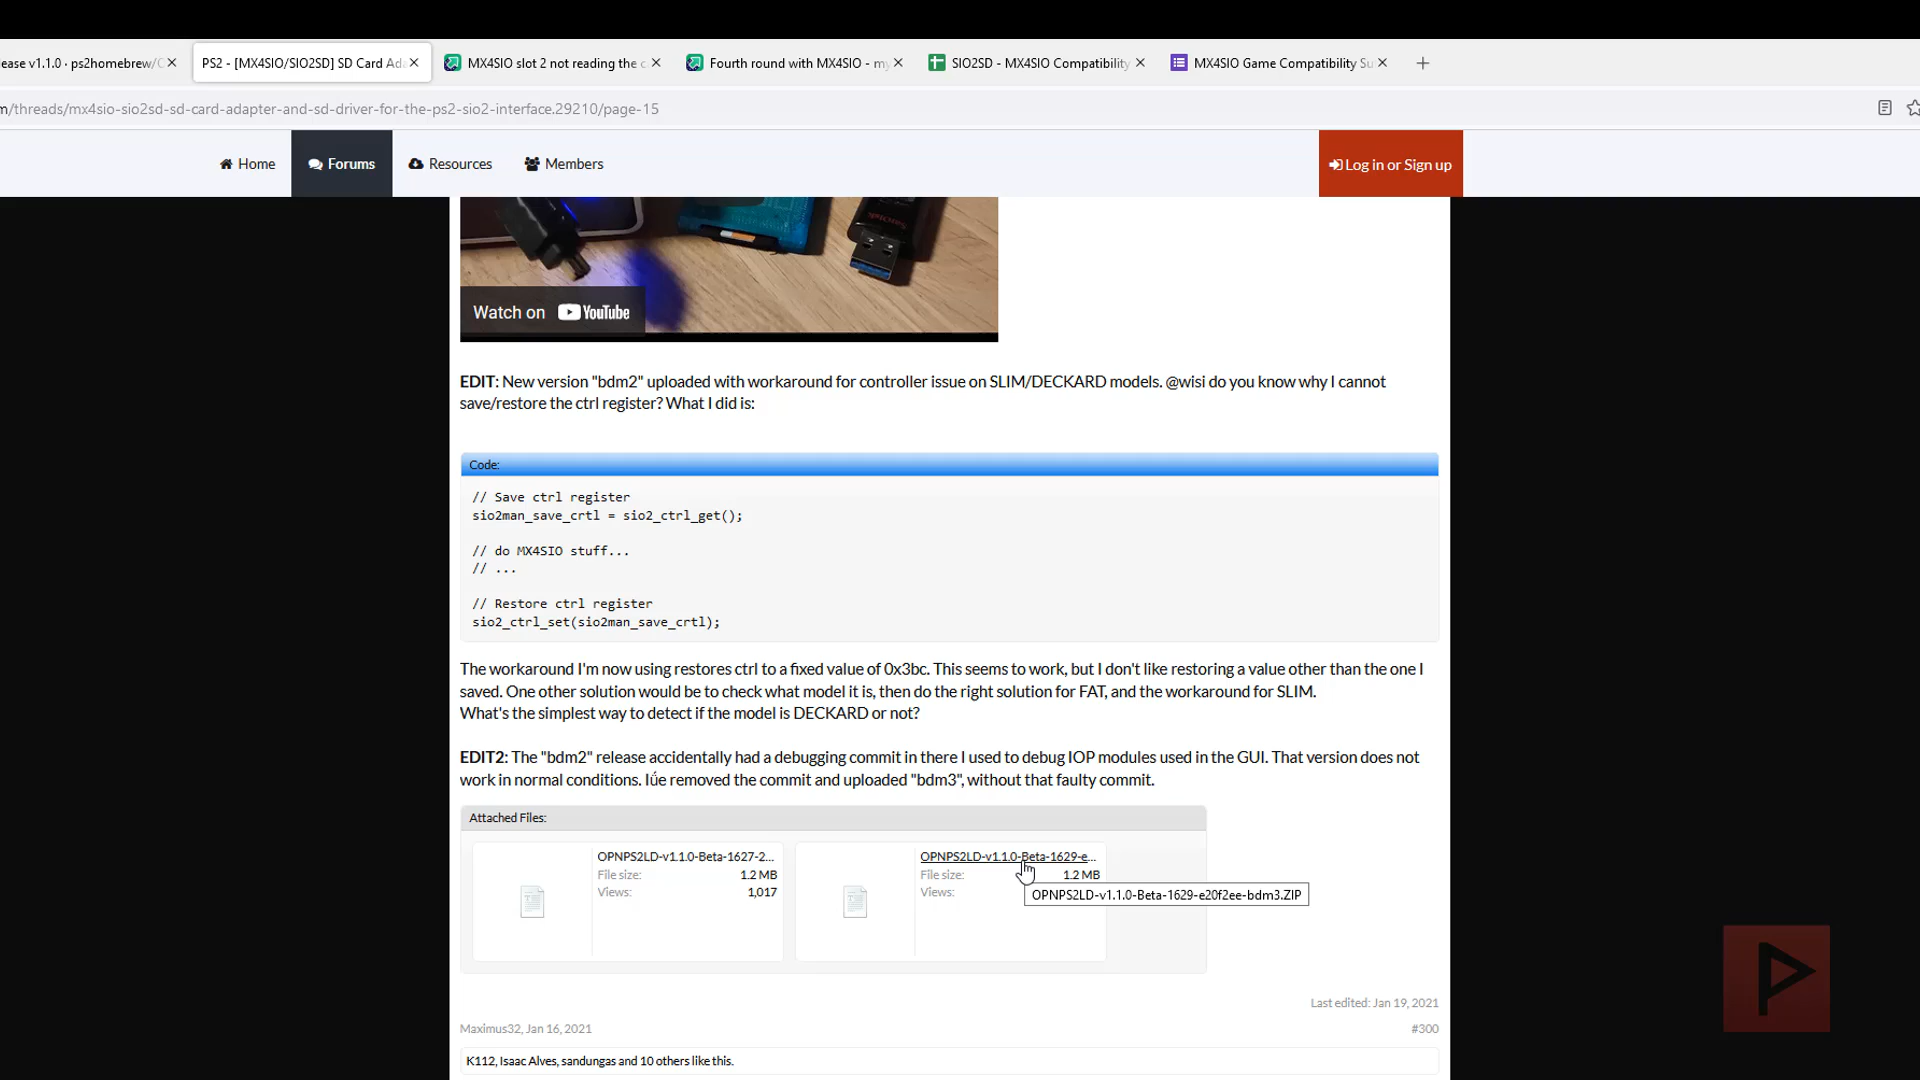 ease v1.1.0 · ps2homebrew/C
PS2 - [MX4SIO/SIO2SD] SD Card Ada
MX4SIO slot 2 not reading the c
Fourth round with MX4SIO - my
SIO2SD - MX4SIO Compatibility
MX4SIO Game Compatibility Su
m/threads/mx4sio-sio2sd-sd-card-adapter-and-sd-driver-for-the-ps2-sio2-interface.29210/page-15
Home
Forums
Resources
Members
Log in or Sign up
Watch on YouTube
EDIT: New version "bdm2" uploaded with workaround for controller issue on SLIM/DECKARD models. @wisi do you know why I cannot
save/restore the ctrl register? What I did is:
Code:
// Save ctrl register
sio2man_save_crtl = sio2_ctrl_get();
// do MX4SIO stuff...
// ...
// Restore ctrl register
sio2_ctrl_set(sio2man_save_crtl);
The workaround I'm now using restores ctrl to a fixed value of 0x3bc. This seems to work, but I don't like restoring a value other than the one I
saved. One other solution would be to check what model it is, then do the right solution for FAT, and the workaround for SLIM.
What's the simplest way to detect if the model is DECKARD or not?
EDIT2: The "bdm2" release accidentally had a debugging commit in there I used to debug IOP modules used in the GUI. That version does not
work in normal conditions. removed the commit and uploaded "bdm3", without that faulty commit.
Attached Files:
OPNPS2LD-v1.1.0-Beta-1627-2...
File size: 1.2 MB
Views: 1,017
OPNPS2LD-v1.1.0-Beta-1629-e...
File size: 1.2 MB
Views:
OPNPS2LD-v1.1.0-Beta-1629-e20f2ee-bdm3.ZIP
Last edited: Jan 19, 2021
Maximus32, Jan 16, 2021
#300
K112, Isaac Alves, sandungas and 10 others like this.